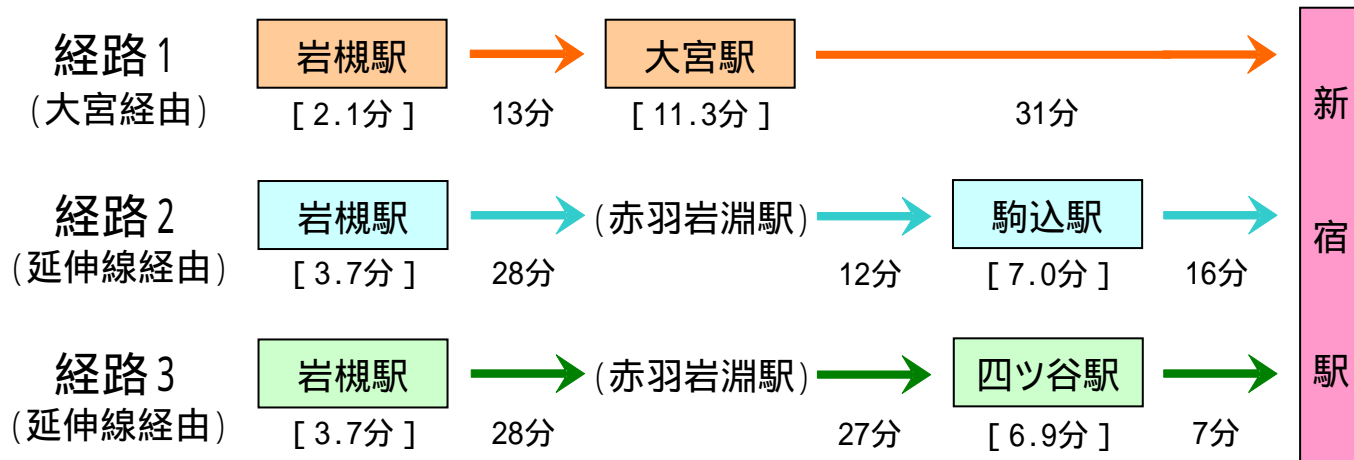 経路1
(大宮経由)
岩槻駅
[2.1分]
13分
大宮駅
[11.3分]
31分
経路2
(延伸線経由)
岩槻駅
[3.7分]
28分
(赤羽岩淵駅)
12分
駒込駅
[7.0分]
16分
経路3
(延伸線経由)
岩槻駅
[3.7分]
28分
(赤羽岩淵駅)
27分
四ツ谷駅
[6.9分]
7分
新宿駅